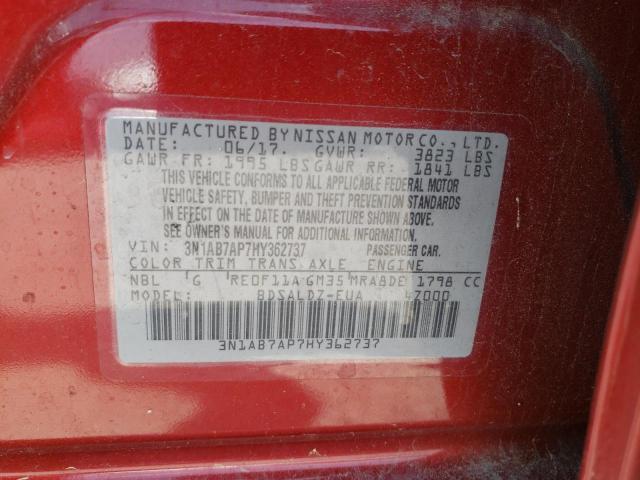 MANUFACTURED BY NISSAN MOTOR CO., LTD.
DATE: 06/17. GVWR: 3823 LBS
GAWR FR: 1995 LBS GAWR RR: 1841 LBS
THIS VEHICLE CONFORMS TO ALL APPLICABLE FEDERAL MOTOR
VEHICLE SAFETY, BUMPER AND THEFT PREVENTION STANDARDS
IN EFFECT ON THE DATE OF MANUFACTURE SHOWN ABOVE.
SEE OWNER'S MANUAL FOR ADDITIONAL INFORMATION.
VIN: 3N1AB7AP7HY362737 PASSENGER CAR.
COLOR TRIM TRANS AXLE ENGINE
NBL G RE0F11A GM35 MRA8DE 1798 CC
MODEL: BDSALD7-EUA 47000
3N1AB7AP7HY362737